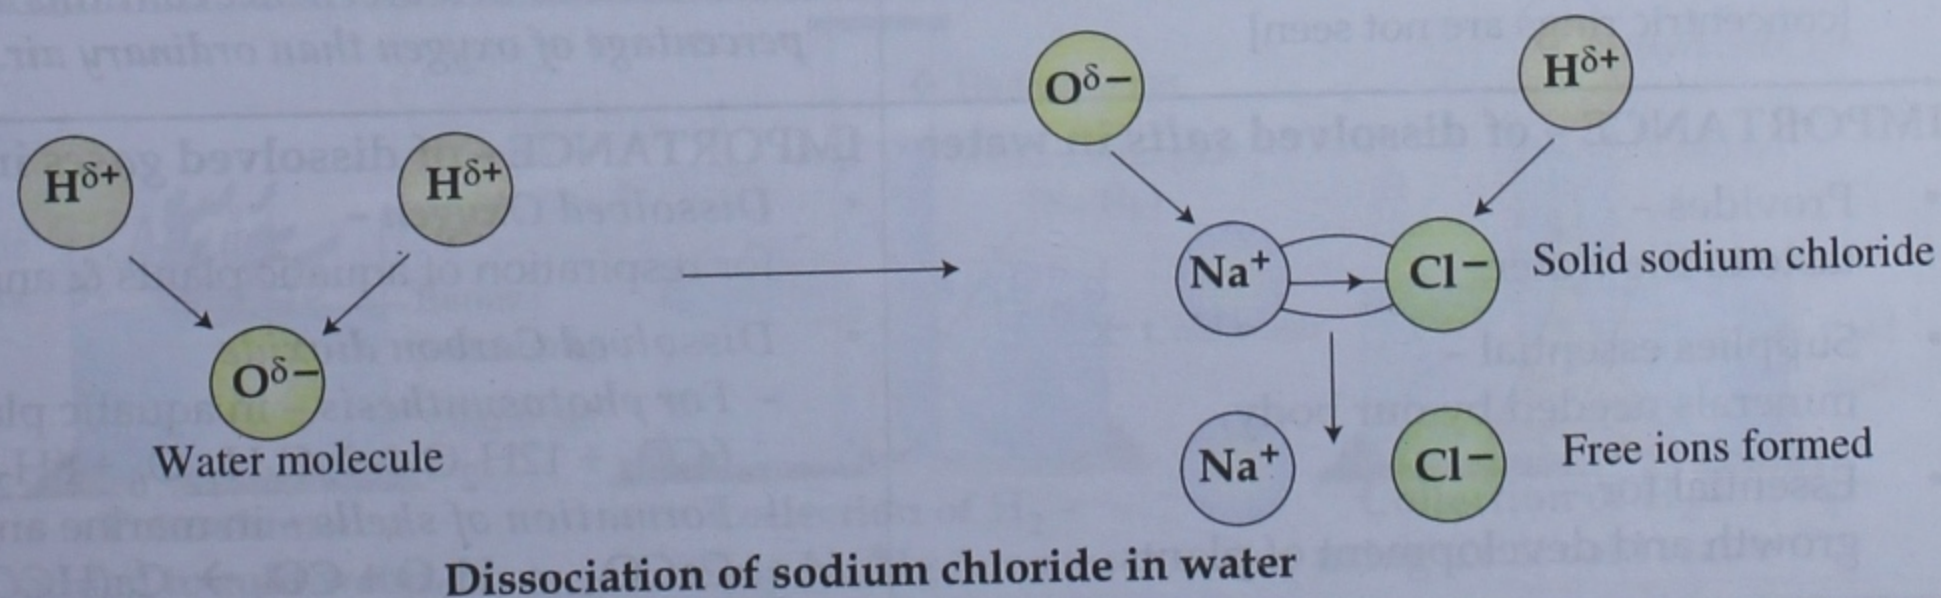 Oδ−
Hδ+
Hδ+
Hδ+
Na+
Cl−
Solid sodium chloride
Oδ−
Water molecule
Na+
Cl−
Free ions formed
Dissociation of sodium chloride in water